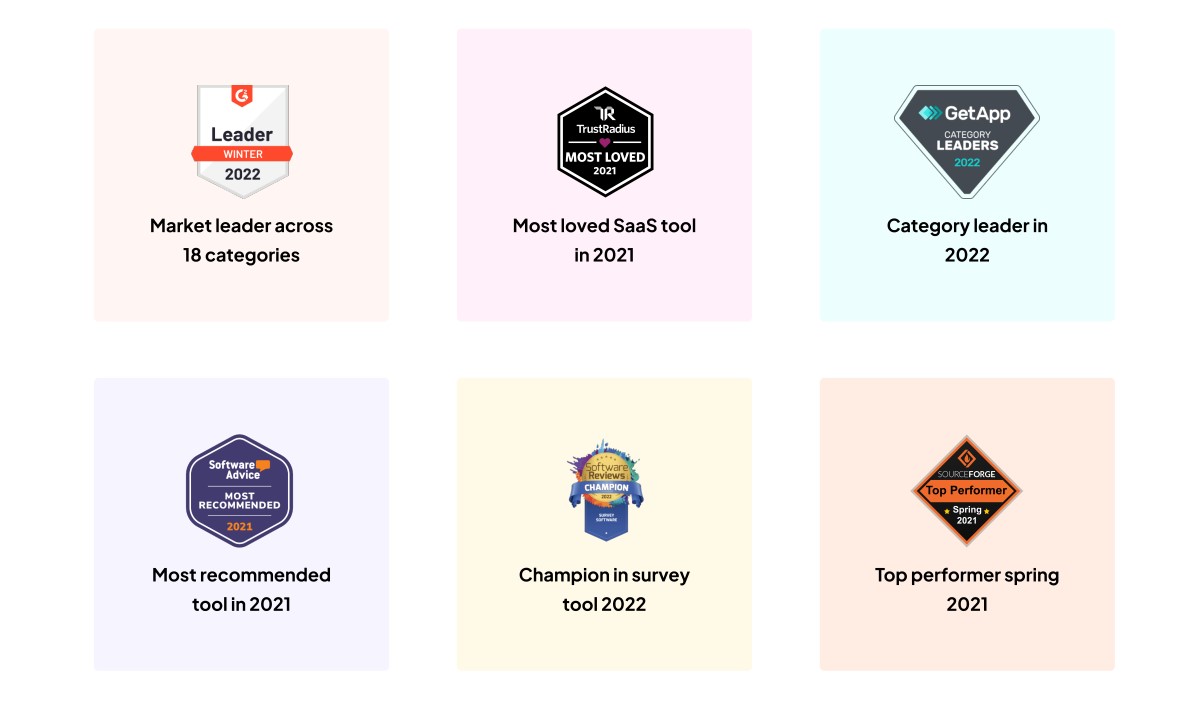 Leader
WINTER
2022
Market leader across
18 categories
TrustRadius
MOST LOVED
2021
Most loved SaaS tool
in 2021
GetApp
CATEGORY
LEADERS
2022
Category leader in
2022
Software
Advice
MOST
RECOMMENDED
2021
Most recommended
tool in 2021
Software
Reviews
CHAMPION
2022
SURVEY
SOFTWARE
Champion in survey
tool 2022
SOURCEFORGE
Top Performer
Spring
2021
Top performer spring
2021